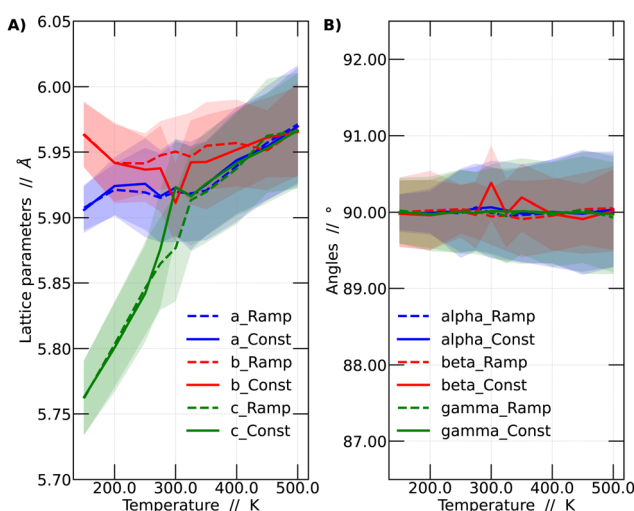 A)
B)
6.05
6.00
5.95
5.90
5.85
5.80
5.75
5.70
Lattice parameters // Å
a_Ramp
a_Const
b_Ramp
b_Const
c_Ramp
c_Const
200.0 300.0 400.0 500.0
Temperature // K
92.00
91.00
90.00
89.00
88.00
87.00
Angles // °
alpha_Ramp
alpha_Const
beta_Ramp
beta_Const
gamma_Ramp
gamma_Const
200.0 300.0 400.0 500.0
Temperature // K